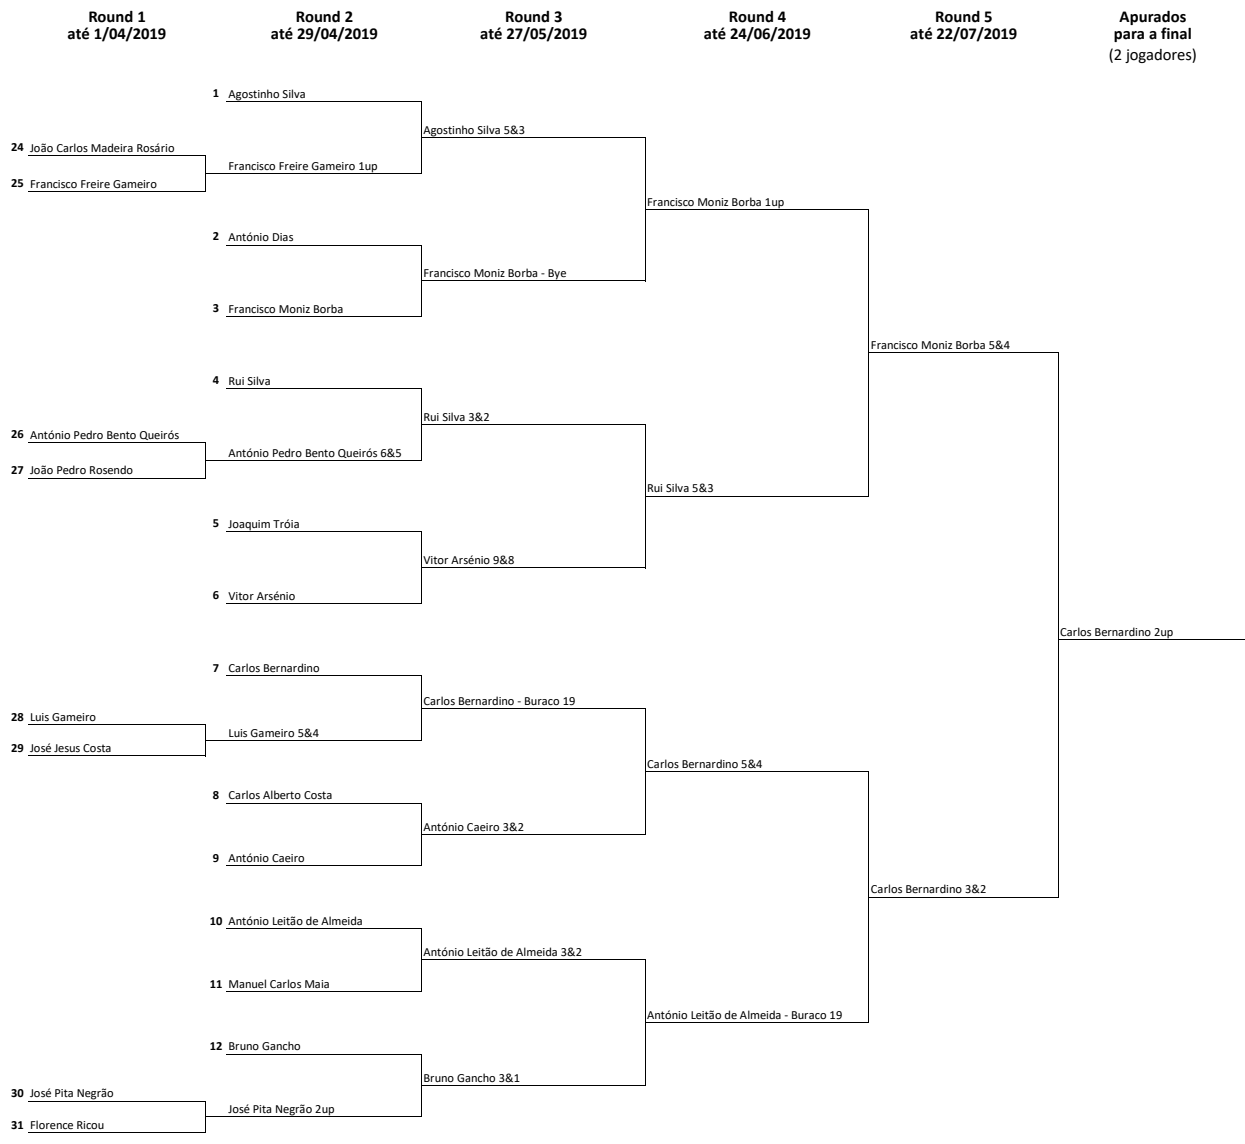 Round 1 Round 2 Round 3 Round 4 Round 5 Apurados
até 1/04/2019 até 29/04/2019 até 27/05/2019 até 24/06/2019 até 22/07/2019 para a final
(2 jogadores)
1 Agostinho Silva
Agostinho Silva 5&3
24 João Carlos Madeira Rosário
Francisco Freire Gameiro 1up
25 Francisco Freire Gameiro
Francisco Moniz Borba 1up
2 António Dias
Francisco Moniz Borba - Bye
3 Francisco Moniz Borba
Francisco Moniz Borba 5&4
4 Rui Silva
Rui Silva 3&2
26 António Pedro Bento Queirós
António Pedro Bento Queirós 6&5
27 João Pedro Rosendo
Rui Silva 5&3
5 Joaquim Tróia
Vitor Arsénio 9&8
6 Vitor Arsénio
Carlos Bernardino 2up
7 Carlos Bernardino
Carlos Bernardino - Buraco 19
28 Luis Gameiro
Luis Gameiro 5&4
29 José Jesus Costa
Carlos Bernardino 5&4
8 Carlos Alberto Costa
António Caeiro 3&2
9 António Caeiro
Carlos Bernardino 3&2
10 António Leitão de Almeida
António Leitão de Almeida 3&2
11 Manuel Carlos Maia
António Leitão de Almeida - Buraco 19
12 Bruno Gancho
Bruno Gancho 3&1
30 José Pita Negrão
José Pita Negrão 2up
31 Florence Ricou